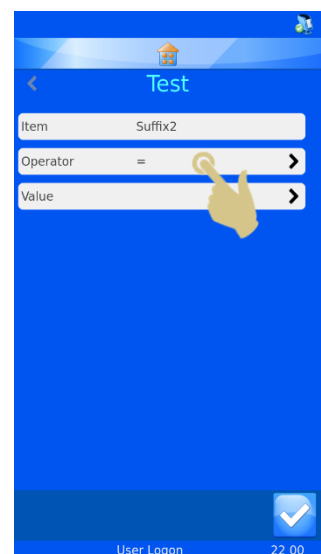 Test
Item Suffix2
Operator =
Value
User Logon 22 00